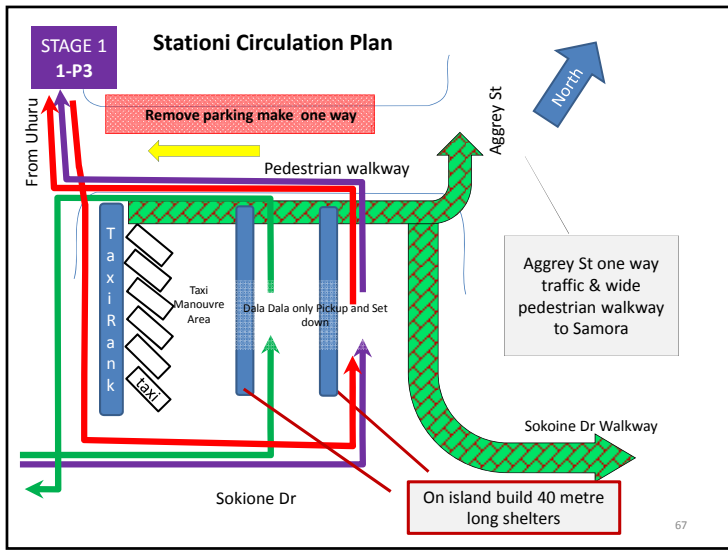 STAGE 1
1-P3
Stationi Circulation Plan
North
From Uhuru
Remove parking make one way
Aggrey St
Pedestrian walkway
Taxi Rank
Taxi
Manouvre
Area
Dala Dala only Pickup and Set
down
taxi
Aggrey St one way
traffic & wide
pedestrian walkway
to Samora
Sokoine Dr Walkway
Sokione Dr
On island build 40 metre
long shelters
67